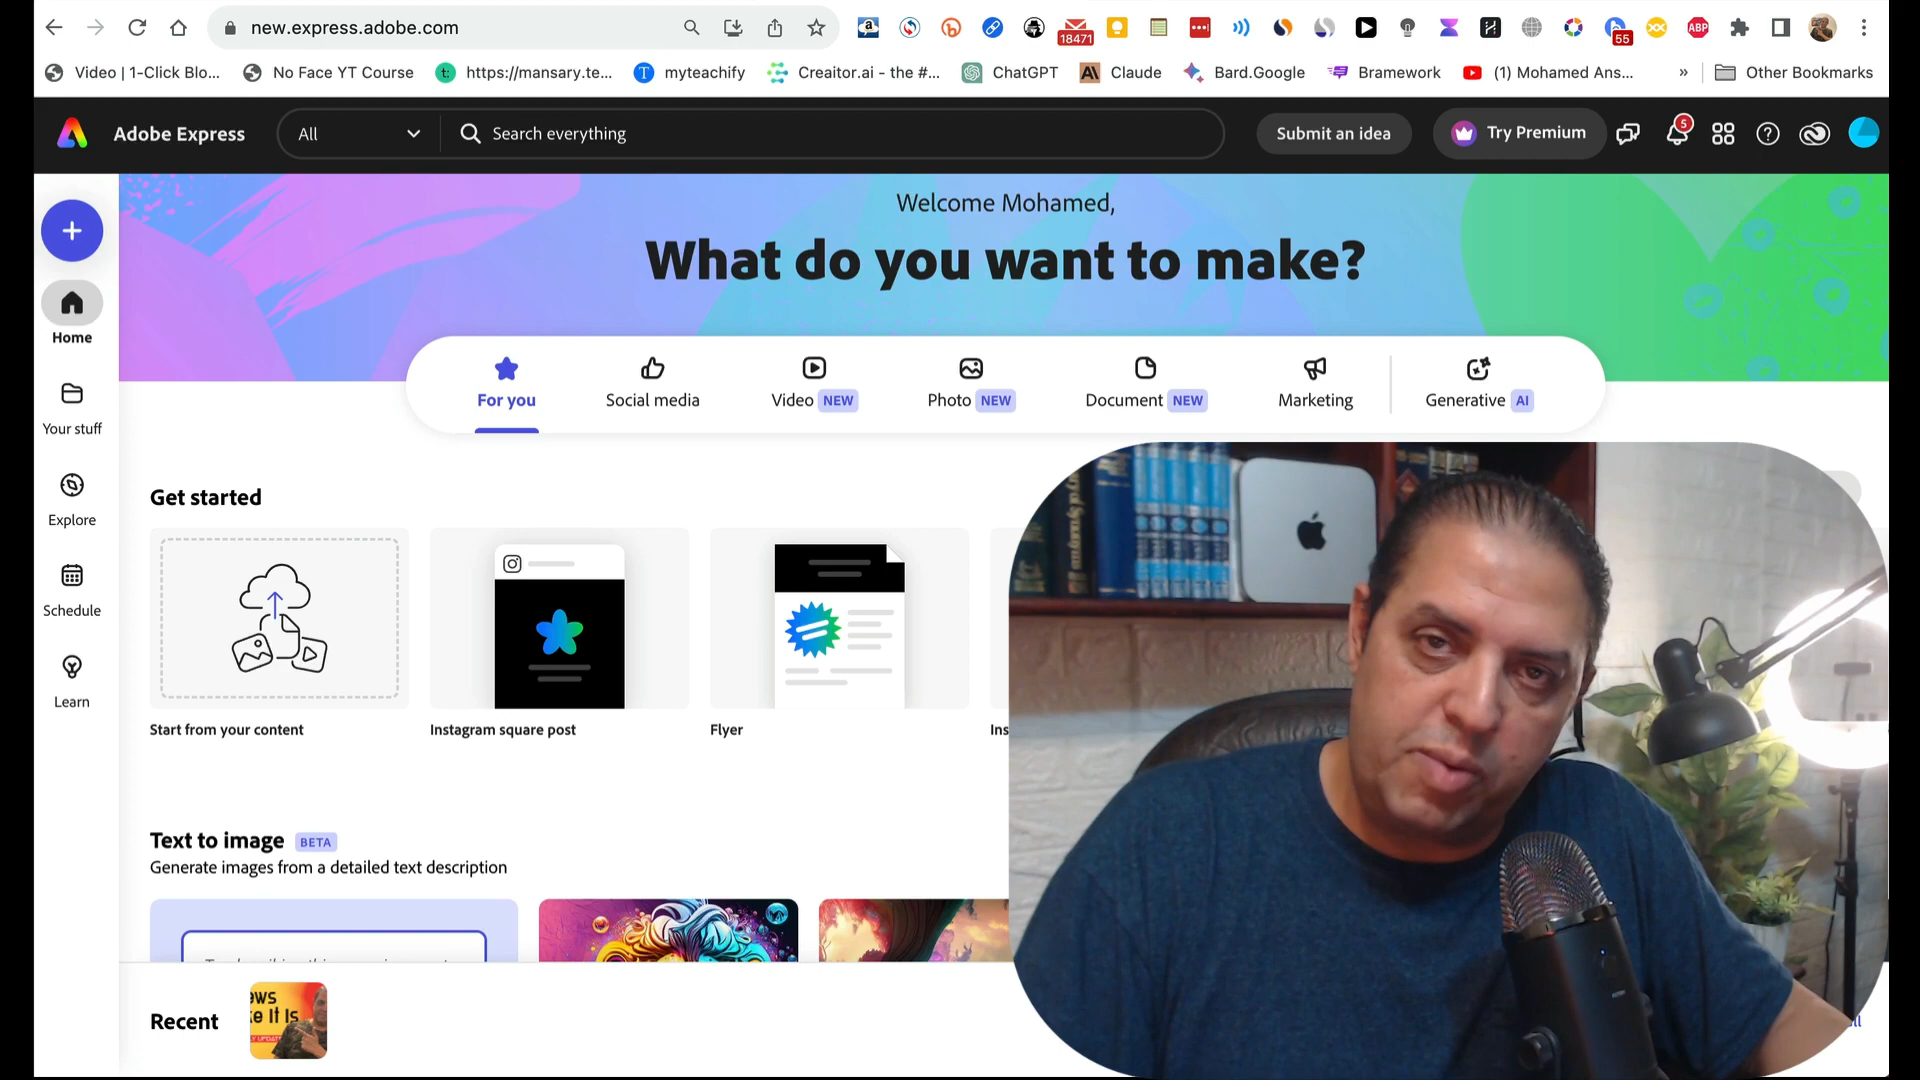 new.express.adobe.com
18471
55
ABP
Video | 1-Click Blo...
No Face YT Course
https://mansary.te...
myteachify
Creaitor.ai - the #...
ChatGPT
Claude
Bard.Google
Bramework
(1) Mohamed Ans...
»
Other Bookmarks
Adobe Express
All
Search everything
Submit an idea
Try Premium
5
Welcome Mohamed,
What do you want to make?
For you
Social media
Video NEW
Photo NEW
Document NEW
Marketing
Generative AI
Home
Your stuff
Explore
Schedule
Learn
Get started
Start from your content
Instagram square post
Flyer
Ins
Text to image BETA
Generate images from a detailed text description
Recent
ews
e It Is